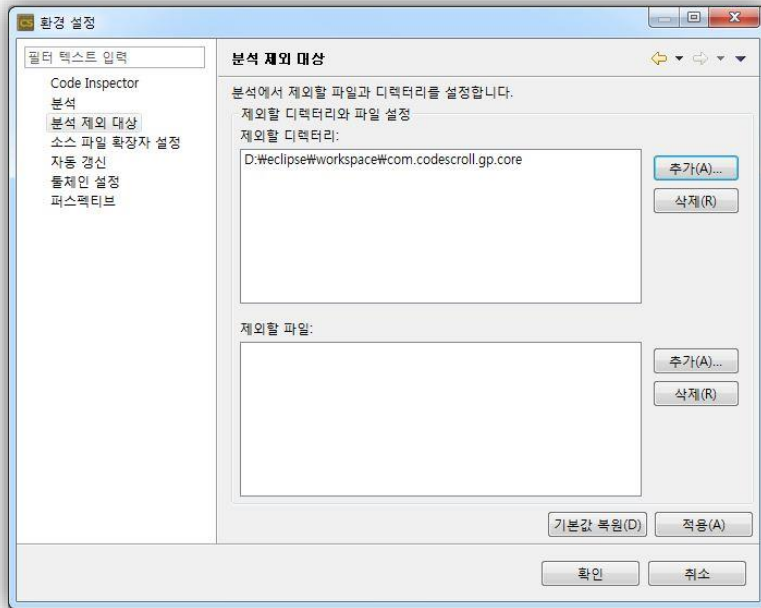 CS 환경 설정
필터 텍스트 입력
Code Inspector
분석
분석 제외 대상
소스 파일 확장자 설정
자동 갱신
툴체인 설정
퍼스펙티브
분석 제외 대상
분석에서 제외할 파일과 디렉터리를 설정합니다.
제외할 디렉터리와 파일 설정
제외할 디렉터리:
D:₩eclipse₩workspace₩com.codescroll.gp.core
추가(A)...
삭제(R)
제외할 파일:
추가(A)...
삭제(R)
기본값 복원(D)
적용(A)
확인
취소